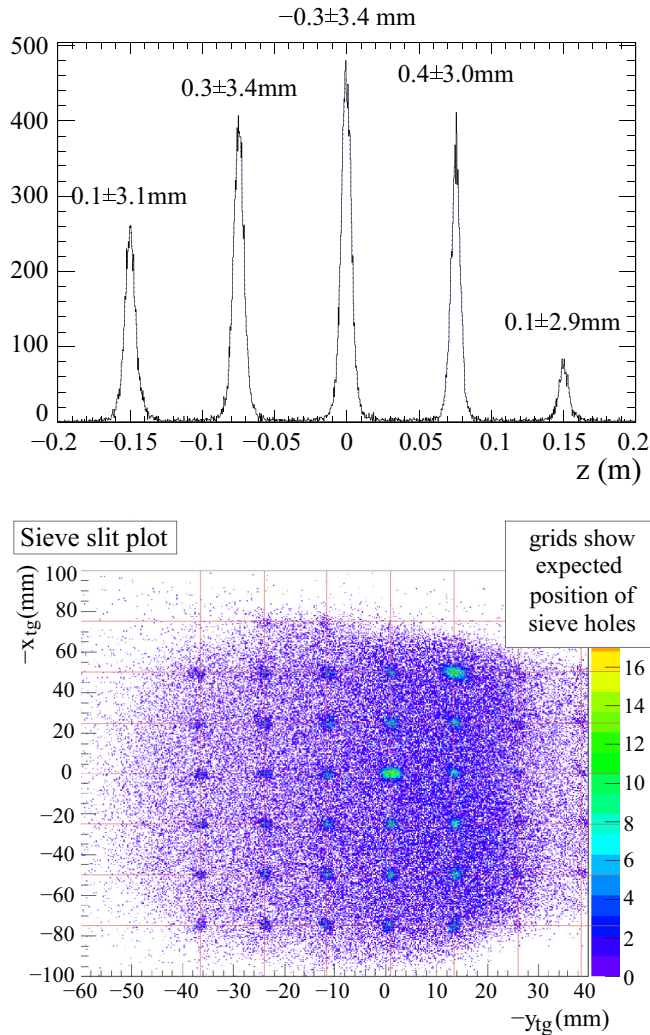 −0.3±3.4 mm
0.3±3.4mm
0.4±3.0mm
0.1±3.1mm
0.1±2.9mm
500
400
300
200
100
0
−0.2 −0.15 −0.1 −0.05 0 0.05 0.1 0.15 0.2
z (m)
Sieve slit plot
grids show
expected
position of
sieve holes
−xtg(mm)
100
80
60
40
20
0
−20
−40
−60
−80
−100
−60 −50 −40 −30 −20 −10 0 10 20 30 40
−ytg (mm)
16
14
12
10
8
6
4
2
0